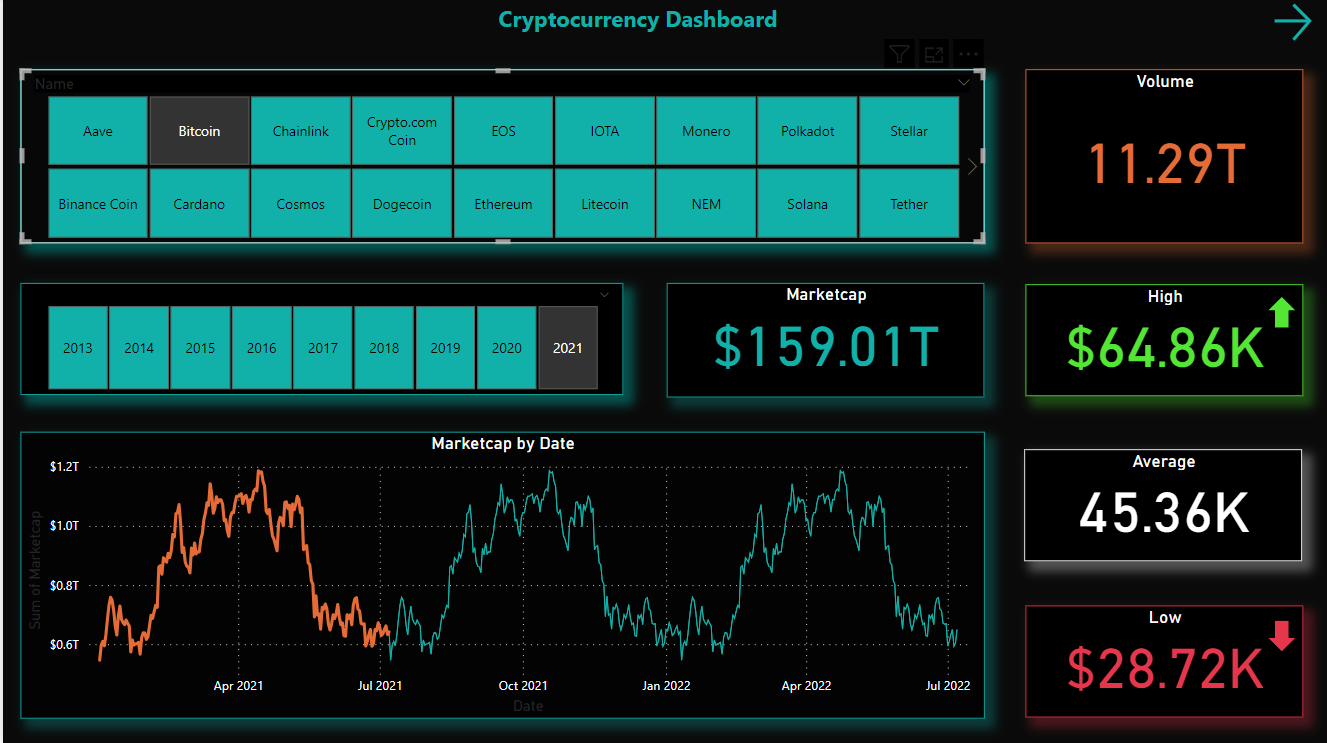 Cryptocurrency Dashboard
Name
Aave
Bitcoin
Chainlink
Crypto.com
Coin
EOS
IOTA
Monero
Polkadot
Stellar
Binance Coin
Cardano
Cosmos
Dogecoin
Ethereum
Litecoin
NEM
Solana
Tether
Volume
11.29T
2013
2014
2015
2016
2017
2018
2019
2020
2021
Marketcap
$159.01T
High
$64.86K
Marketcap by Date
Sum of Marketcap
$1.2T
$1.0T
$0.8T
$0.6T
Apr 2021
Jul 2021
Oct 2021
Jan 2022
Apr 2022
Jul 2022
Date
Average
45.36K
Low
$28.72K